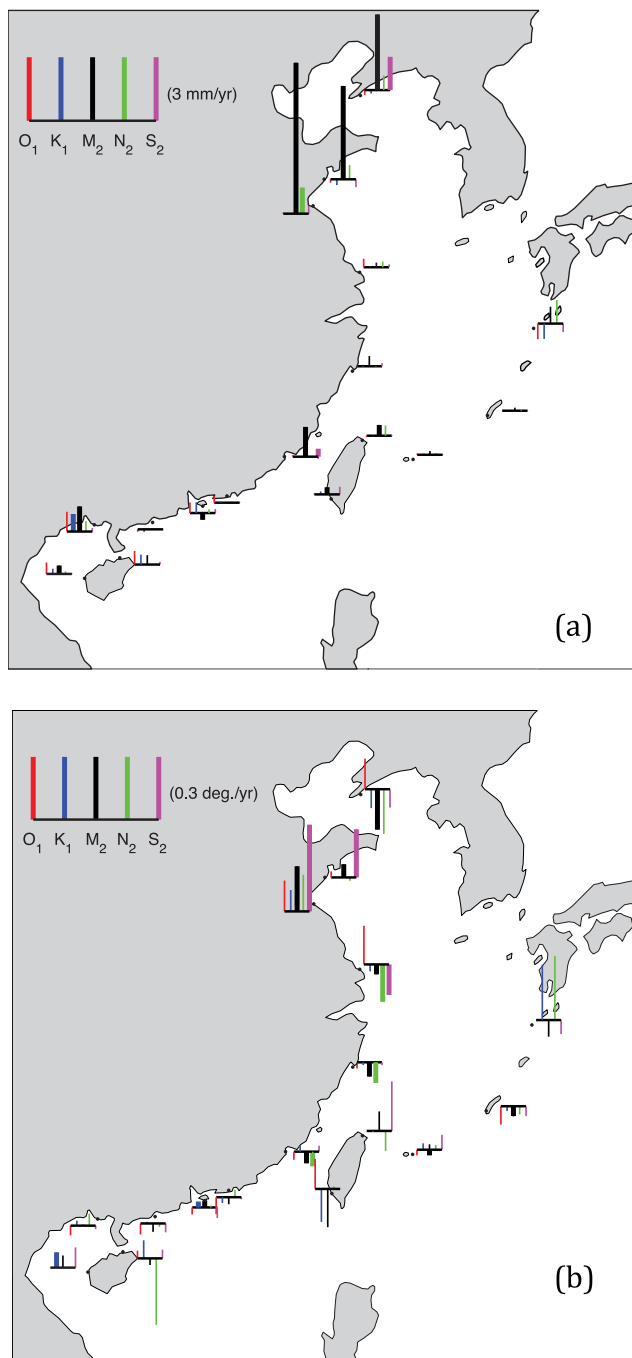 (3 mm/yr)
O₁ K₁ M₂ N₂ S₂
(a)
(0.3 deg./yr)
O₁ K₁ M₂ N₂ S₂
(b)